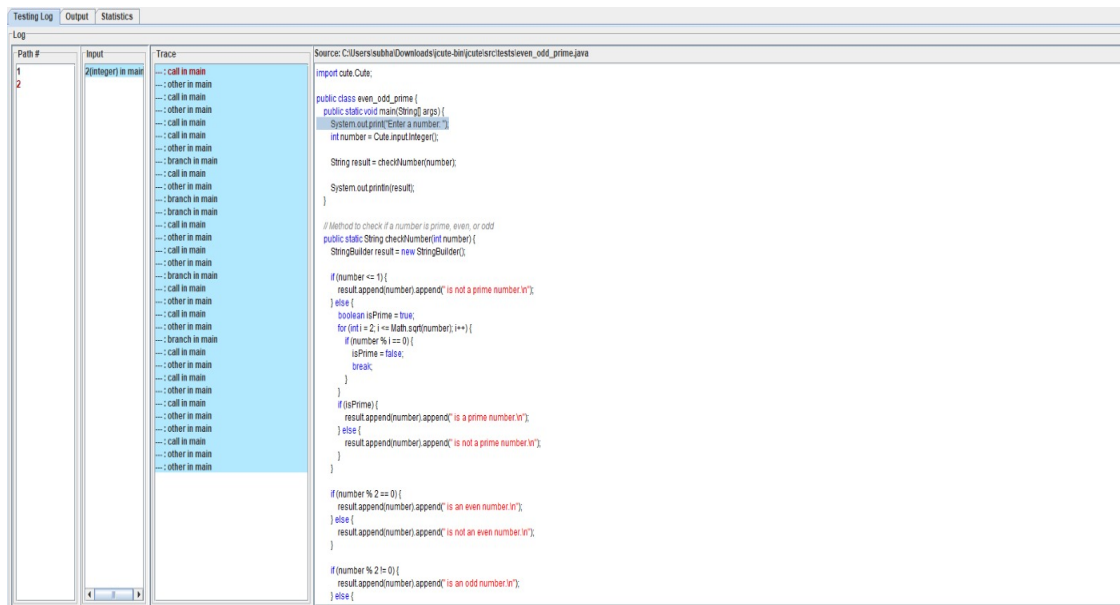 Testing Log Output Statistics
Log
Path # Input Trace Source: C:\Users\subha\Downloads\jcute-bin\jcute\src\tests\even_odd_prime.java
1
2
2(integer) in main
---: call in main
---: other in main
---: call in main
---: other in main
---: call in main
---: call in main
---: other in main
---: branch in main
---: call in main
---: other in main
---: branch in main
---: branch in main
---: call in main
---: other in main
---: call in main
---: other in main
---: branch in main
---: call in main
---: other in main
---: call in main
---: other in main
---: branch in main
---: call in main
---: other in main
---: call in main
---: other in main
---: call in main
---: other in main
---: other in main
---: call in main
---: other in main
---: other in main
import cute.Cute;
public class even_odd_prime {
public static void main(String[] args) {
System.out.print("Enter a number: ");
int number = Cute.input.Integer();
String result = checkNumber(number);
System.out.println(result);
}
// Method to check if a number is prime, even, or odd
public static String checkNumber(int number) {
StringBuilder result = new StringBuilder();
if (number <= 1) {
result.append(number).append(" is not a prime number.\n");
} else {
boolean isPrime = true;
for (int i = 2; i <= Math.sqrt(number); i++) {
if (number % i == 0) {
isPrime = false;
break;
}
}
if (isPrime) {
result.append(number).append(" is a prime number.\n");
} else {
result.append(number).append(" is not a prime number.\n");
}
}
if (number % 2 == 0) {
result.append(number).append(" is an even number.\n");
} else {
result.append(number).append(" is not an even number.\n");
}
if (number % 2 != 0) {
result.append(number).append(" is an odd number.\n");
} else {